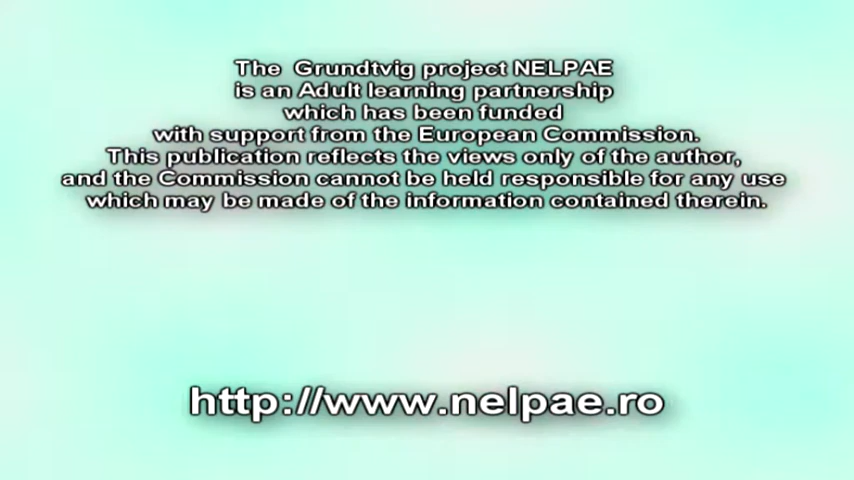 The Grundtvig project NELPAE
is an Adult learning partnership
which has been funded
with support from the European Commission.
This publication reflects the views only of the author,
and the Commission cannot be held responsible for any use
which may be made of the information contained therein.
http://www.nelpae.ro